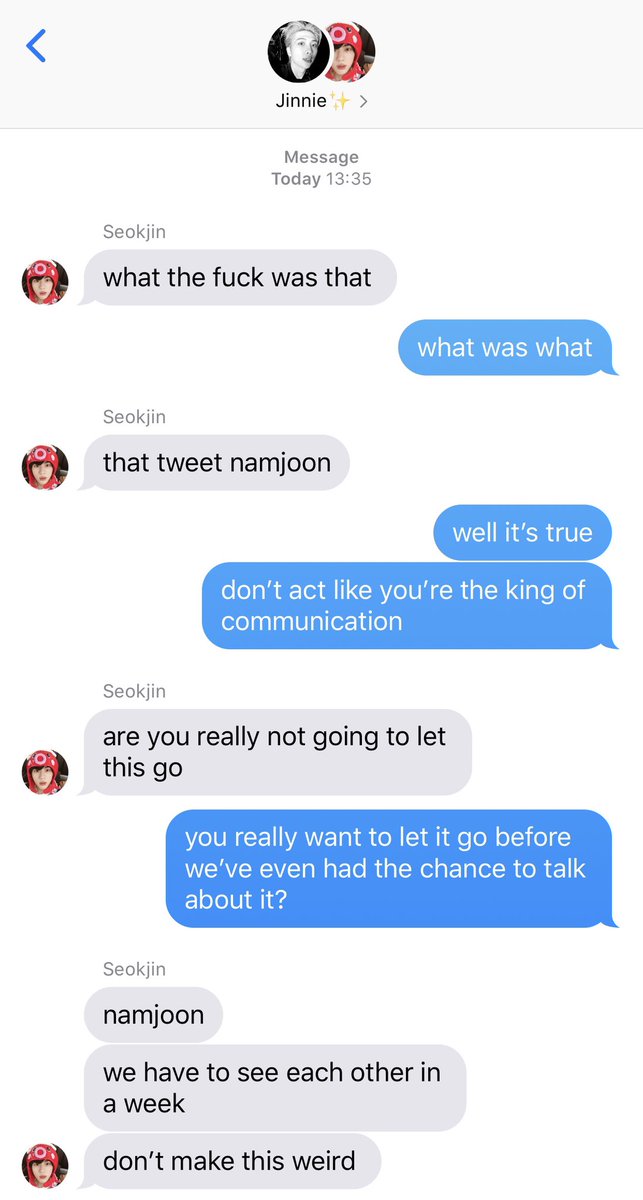 Jinnie✨ >
Message
Today 13:35
Seokjin
what the fuck was that
what was what
Seokjin
that tweet namjoon
well it’s true
don’t act like you’re the king of
communication
Seokjin
are you really not going to let
this go
you really want to let it go before
we’ve even had the chance to talk
about it?
Seokjin
namjoon
we have to see each other in
a week
don’t make this weird